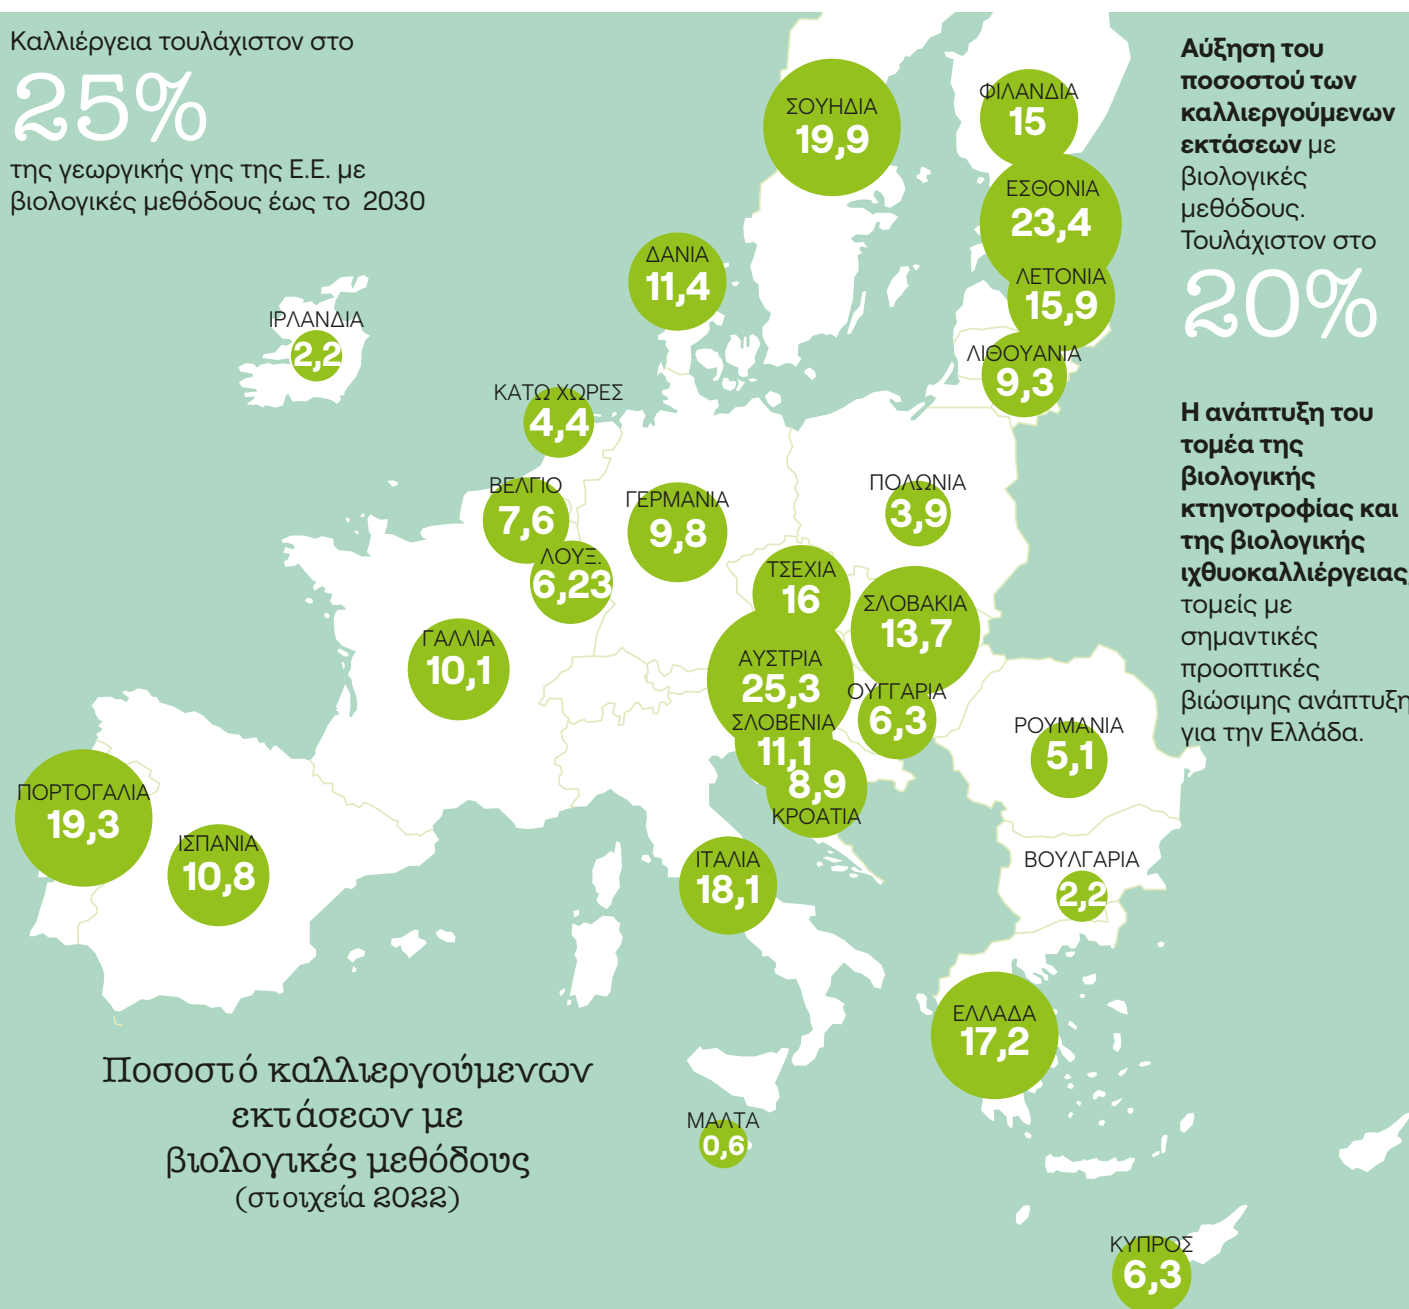 Καλλιέργεια τουλάχιστον στο
25%
της γεωργικής γης της Ε.Ε. με
βιολογικές μεθόδους έως το 2030
Αύξηση του
ποσοστού των
καλλιεργούμενων
εκτάσεων με
βιολογικές
μεθόδους.
Τουλάχιστον στο
20%
Η ανάπτυξη του
τομέα της
βιολογικής
κτηνοτροφίας και
της βιολογικής
ιχθυοκαλλιέργειας
τομείς με
σημαντικές
προοπτικές
βιώσιμης ανάπτυξη
για την Ελλάδα.
ΣΟΥΗΔΙΑ
19,9
ΦΙΛΑΝΔΙΑ
15
ΕΣΘΟΝΙΑ
23,4
ΛΕΤΟΝΙΑ
15,9
ΛΙΘΟΥΑΝΙΑ
9,3
ΔΑΝΙΑ
11,4
ΙΡΛΑΝΔΙΑ
2,2
ΚΑΤΩ ΧΩΡΕΣ
4,4
ΒΕΛΓΙΟ
7,6
ΛΟΥΞ.
6,23
ΓΕΡΜΑΝΙΑ
9,8
ΠΟΛΩΝΙΑ
3,9
ΤΣΕΧΙΑ
16
ΣΛΟΒΑΚΙΑ
13,7
ΓΑΛΛΙΑ
10,1
ΑΥΣΤΡΙΑ
25,3
ΟΥΓΓΑΡΙΑ
6,3
ΣΛΟΒΕΝΙΑ
11,1
8,9
ΚΡΟΑΤΙΑ
ΡΟΥΜΑΝΙΑ
5,1
ΠΟΡΤΟΓΑΛΙΑ
19,3
ΙΣΠΑΝΙΑ
10,8
ΙΤΑΛΙΑ
18,1
ΒΟΥΛΓΑΡΙΑ
2,2
ΕΛΛΑΔΑ
17,2
ΜΑΛΤΑ
0,6
ΚΥΠΡΟΣ
6,3
Ποσοστό καλλιεργούμενων
εκτάσεων με
βιολογικές μεθόδους
(στοιχεία 2022)